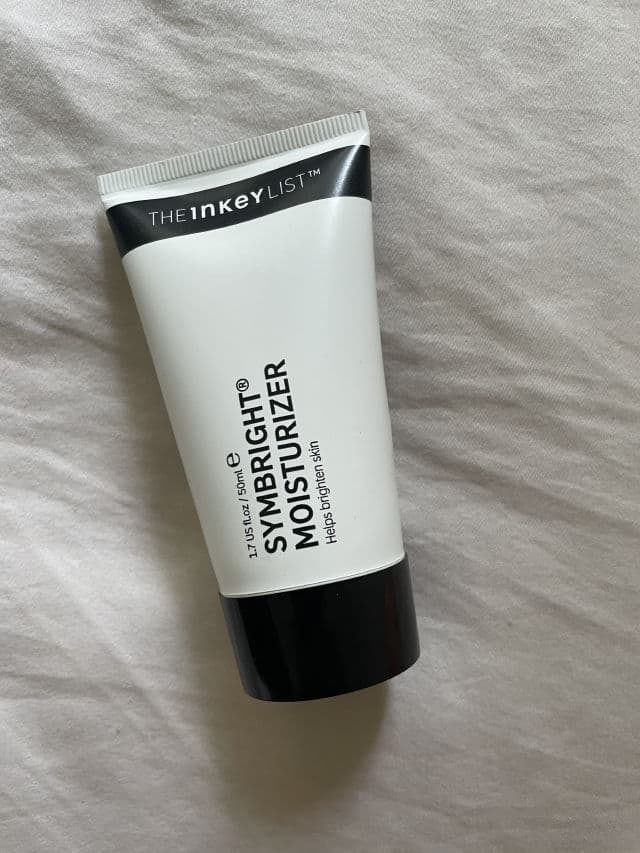 THE INKEY LIST™
1.7 US fl.oz / 50ml ℮
SYMBRIGHT®
MOISTURIZER
Helps brighten skin